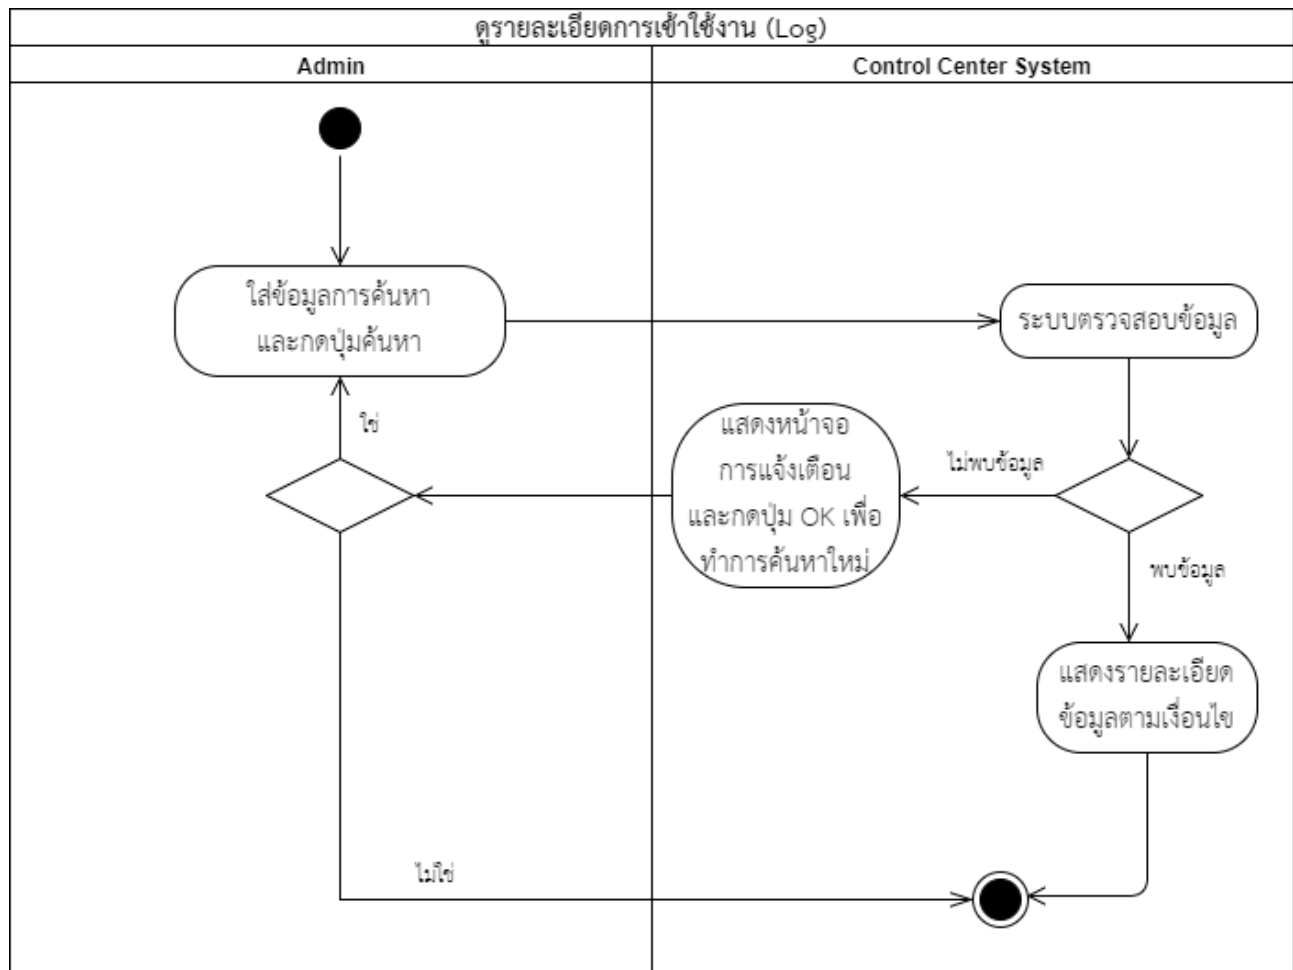 ดูรายละเอียดการเข้าใช้งาน (Log)
Admin
Control Center System
ใส่ข้อมูลการค้นหา
และกดปุ่มค้นหา
ระบบตรวจสอบข้อมูล
ใช่
แสดงหน้าจอ
การแจ้งเตือน
และกดปุ่ม OK เพื่อ
ทำการค้นหาใหม่
ไม่พบข้อมูล
พบข้อมูล
แสดงรายละเอียด
ข้อมูลตามเงื่อนไข
ไม่ใช่